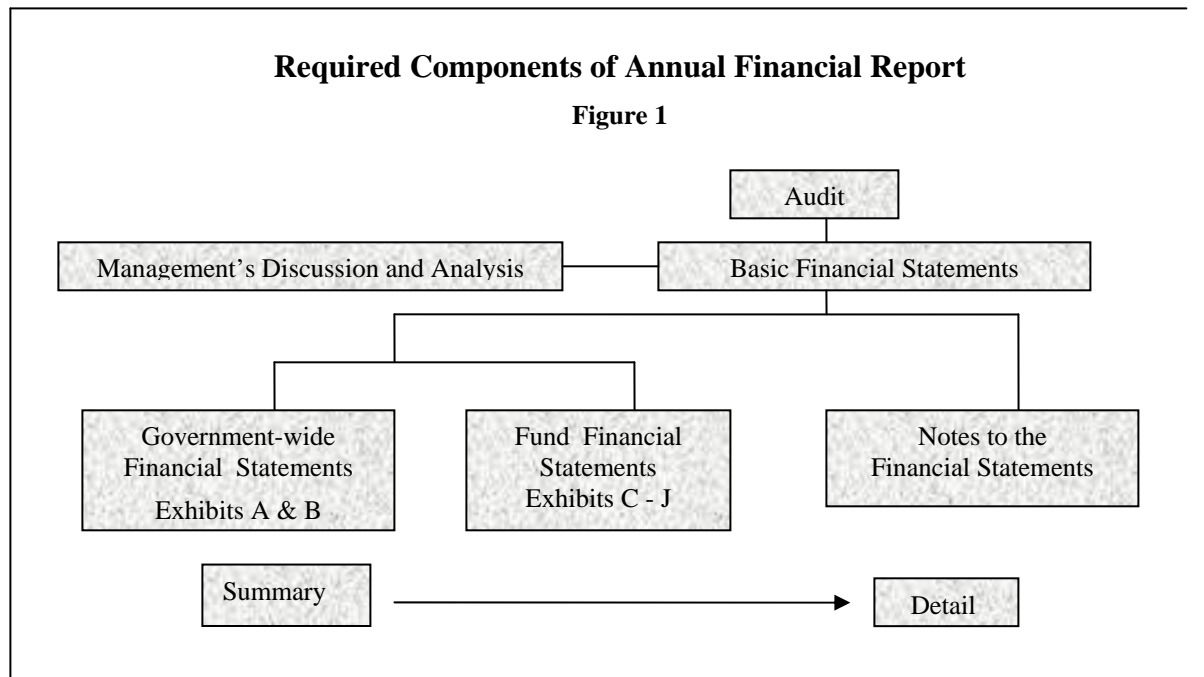 Required Components of Annual Financial Report
Figure 1
Audit
Management’s Discussion and Analysis
Basic Financial Statements
Government-wide
Financial Statements
Exhibits A & B
Fund Financial
Statements
Exhibits C - J
Notes to the
Financial Statements
Summary
Detail